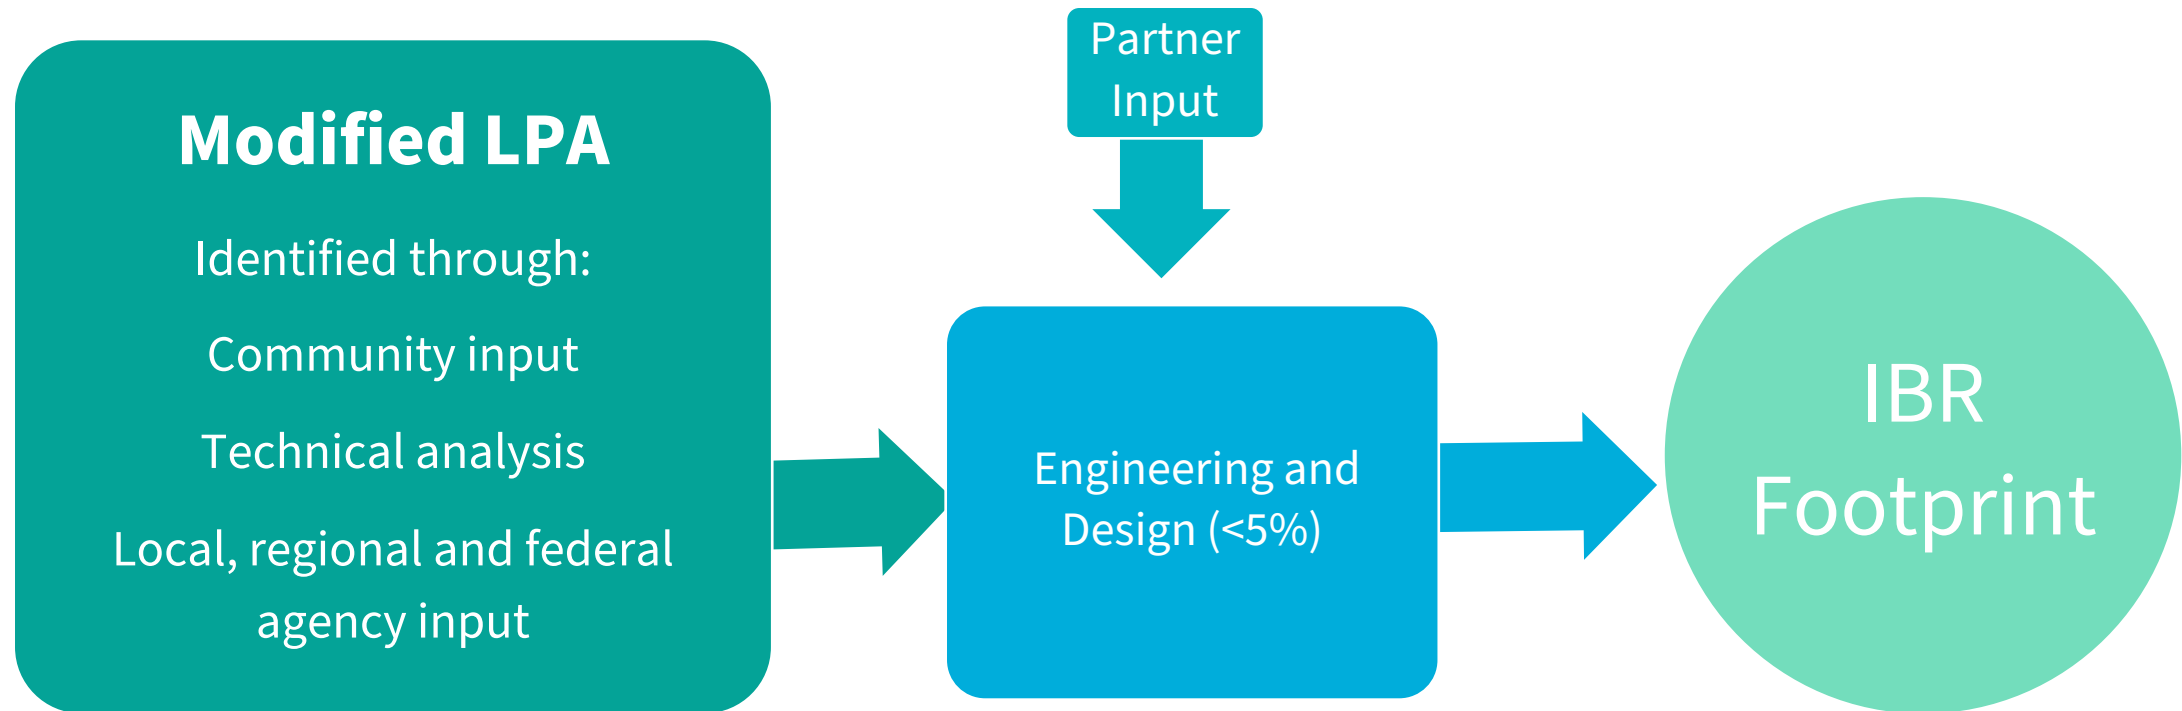 Modified LPA
Identified through:
Community input
Technical analysis
Local, regional and federal
agency input
Partner
Input
Engineering and
Design (<5%)
IBR
Footprint